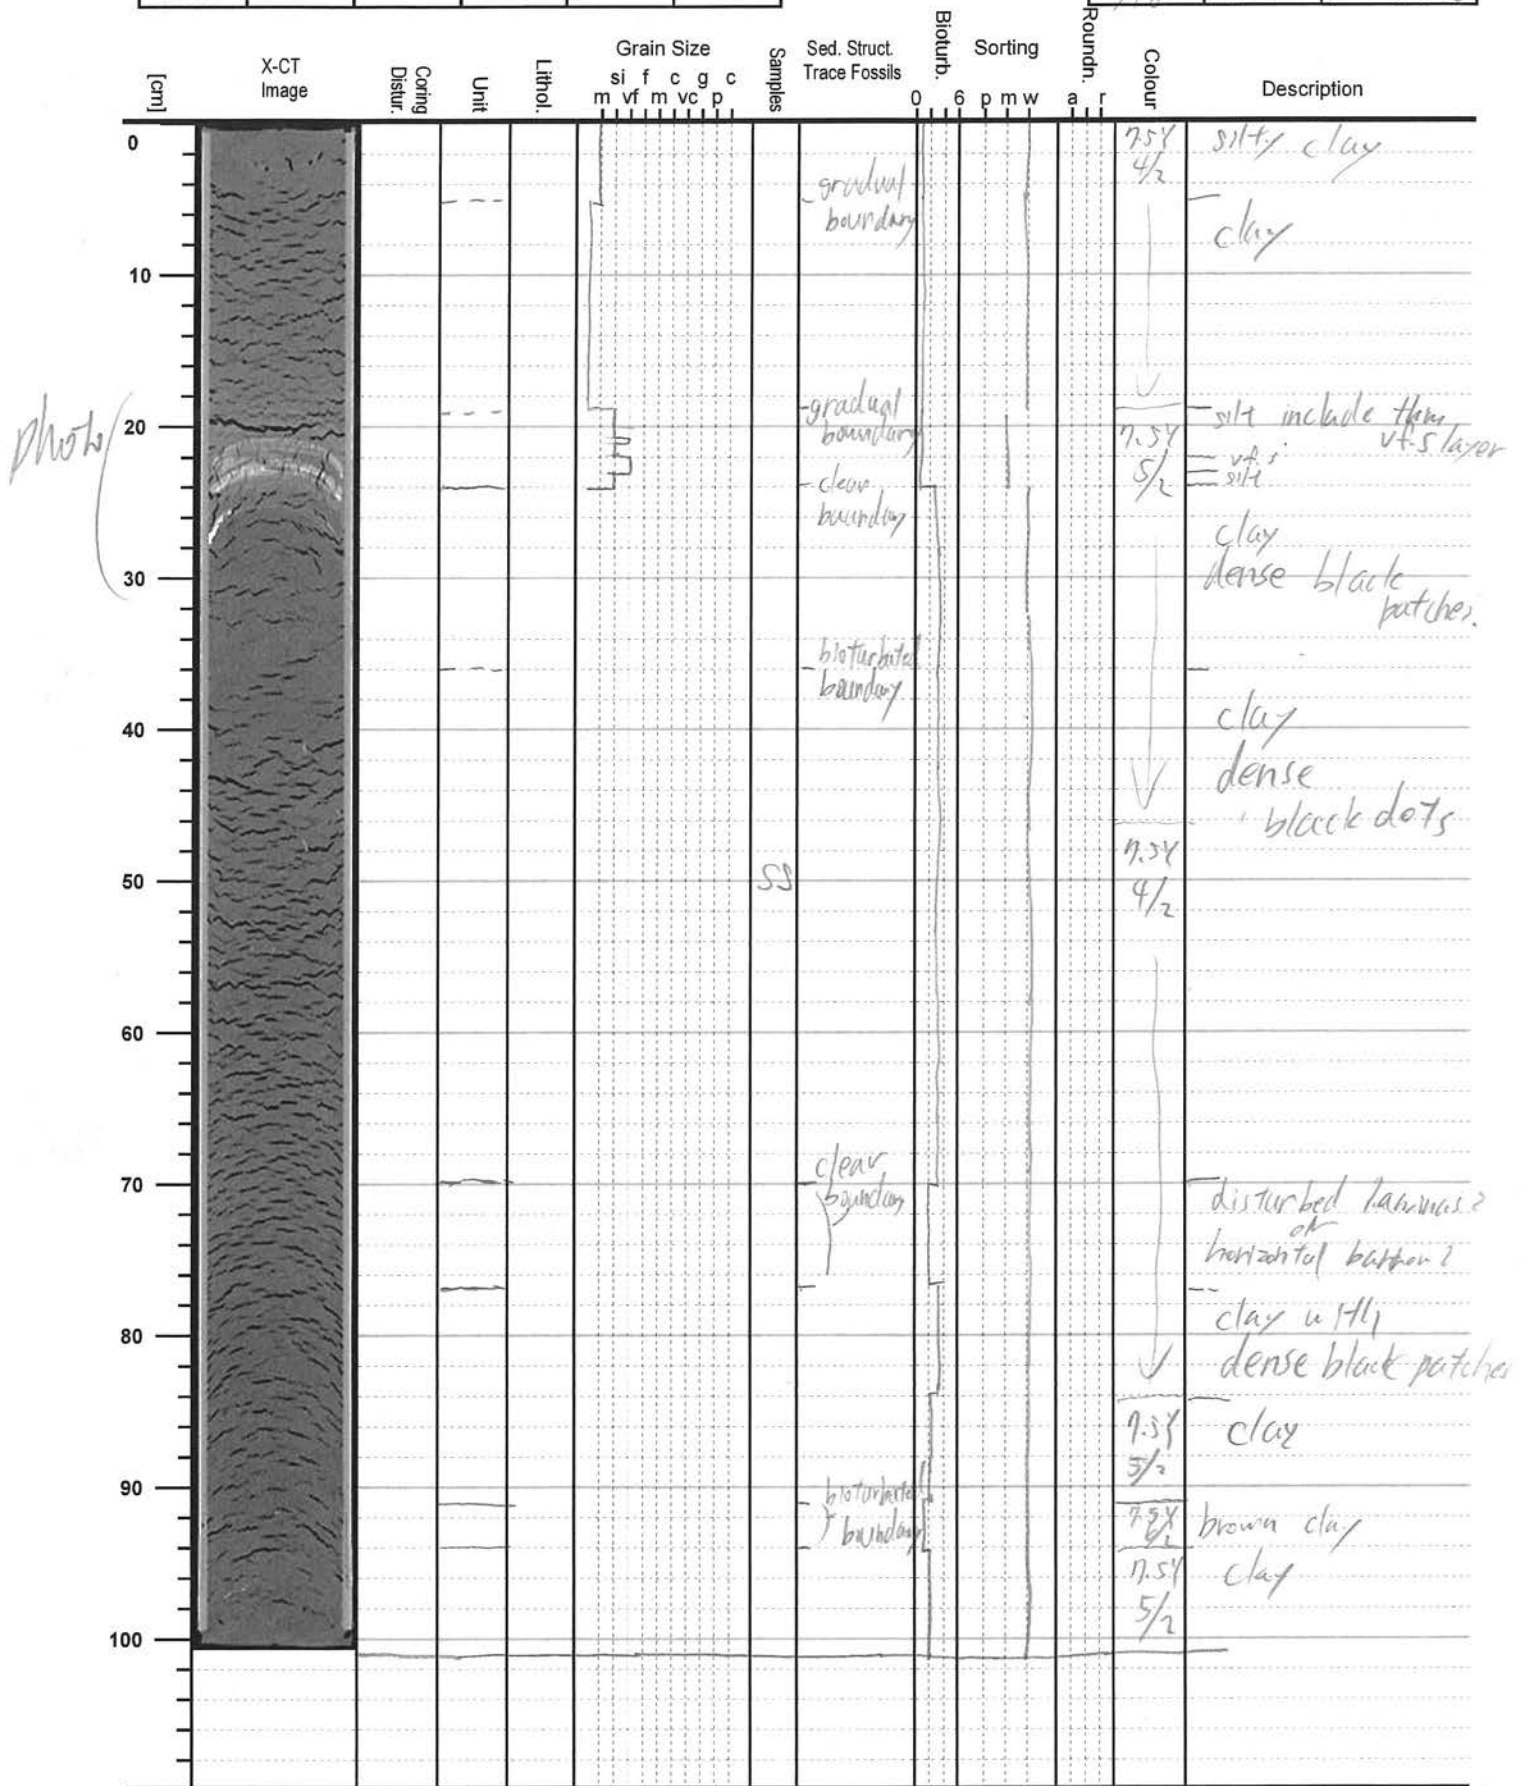 [cm]
X-CT
Image
Coring
Distur.
Unit
Lithol.
Grain Size
si f c g c
m vf m vc p
Samples
Sed. Struct.
Trace Fossils
Bioturb.
0 6
Sorting
p m w
Roundn.
a r
Colour
Description
0
7.5Y
4/2
silty clay
gradual
boundary
clay
10
photo
gradual
boundary
silt include thin
vf-s layer
20
7.5Y
5/2
vf.s
silt
clear
boundary
clay
dense black
patches.
30
bioturbated
boundary
clay
40
dense
black dots
7.5Y
4/2
50
SS
60
clear
boundary
70
disturbed
or
horizontal
clay with
80
dense black patches
7.5Y
5/2
clay
90
bioturbated
boundary
7.5Y
brown clay
7.5Y
5/2
clay
100